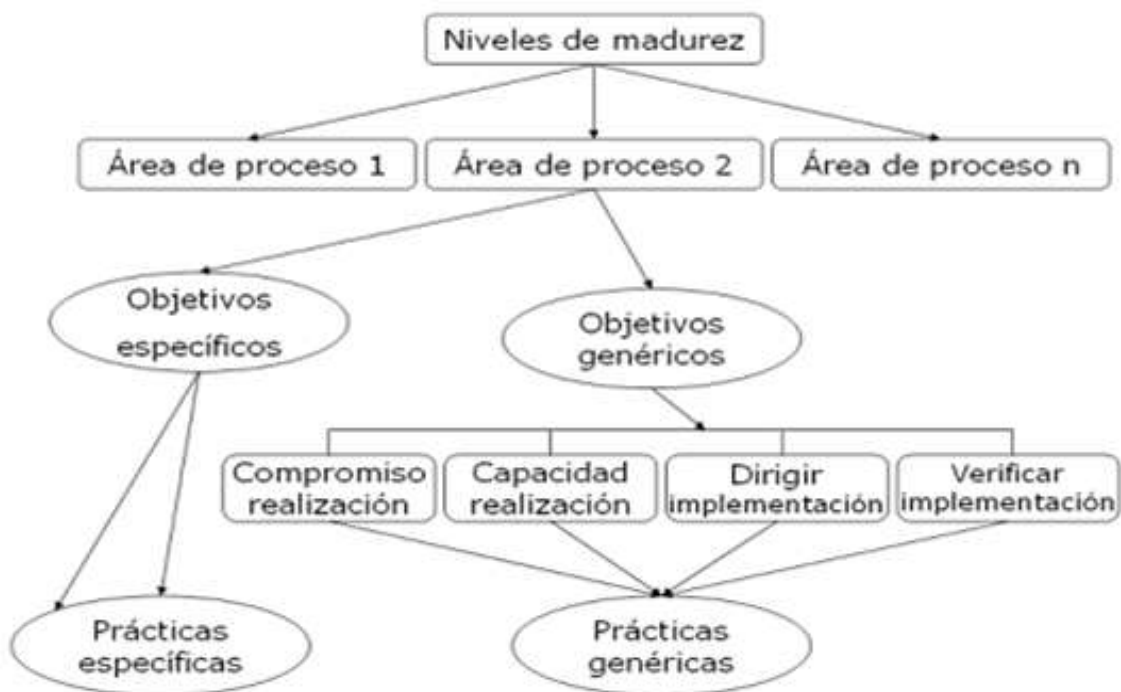 Niveles de madurez
Área de proceso 1
Área de proceso 2
Área de proceso n
Objetivos
específicos
Objetivos
genéricos
Compromiso
realización
Capacidad
realización
Dirigir
implementación
Verificar
implementación
Prácticas
específicas
Prácticas
genéricas